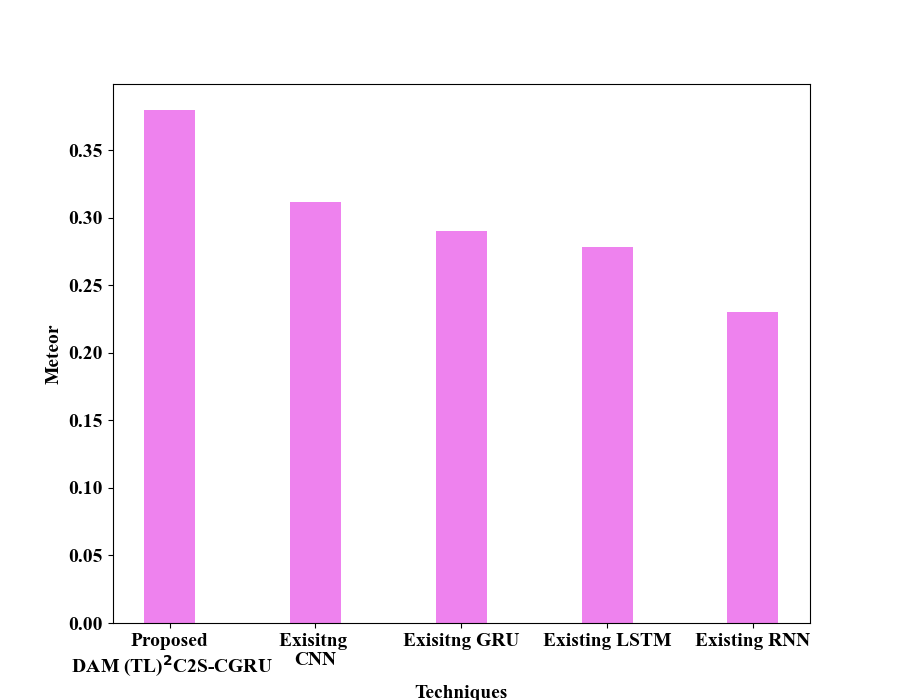 0.35
0.30
0.25
0.20
0.15
0.10
0.05
0.00
Meteor
Proposed
DAM (TL)²C2S-CGRU
Exisitng
CNN
Exisitng GRU
Existing LSTM
Existing RNN
Techniques